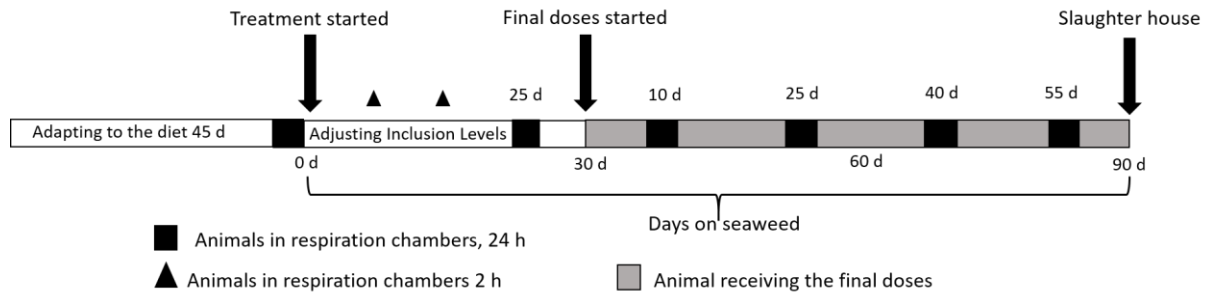 Treatment started
Final doses started
Slaughter house
25 d
10 d
25 d
40 d
55 d
Adapting to the diet 45 d
Adjusting Inclusion Levels
0 d
30 d
60 d
90 d
Days on seaweed
Animals in respiration chambers, 24 h
Animals in respiration chambers 2 h
Animal receiving the final doses